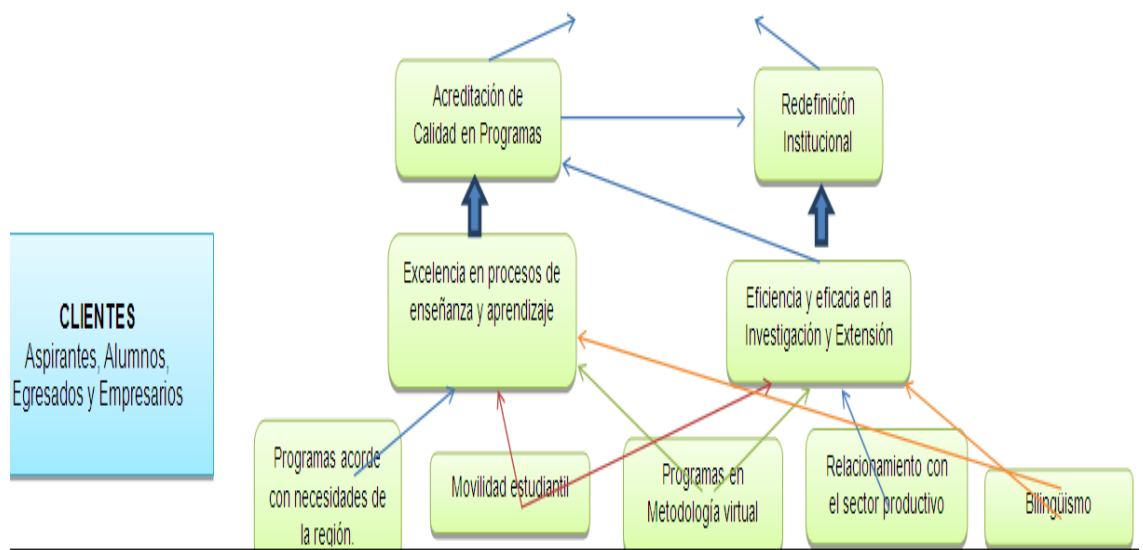 Acreditación de
Calidad en Programas
Redefinición
Institucional
CLIENTES
Aspirantes, Alumnos,
Egresados y Empresarios
Excelencia en procesos de
enseñanza y aprendizaje
Eficiencia y eficacia en la
Investigación y Extensión
Programas acorde
con necesidades de
la región.
Movilidad estudiantil
Programas en
Metodología virtual
Relacionamiento con
el sector productivo
Bilingüismo